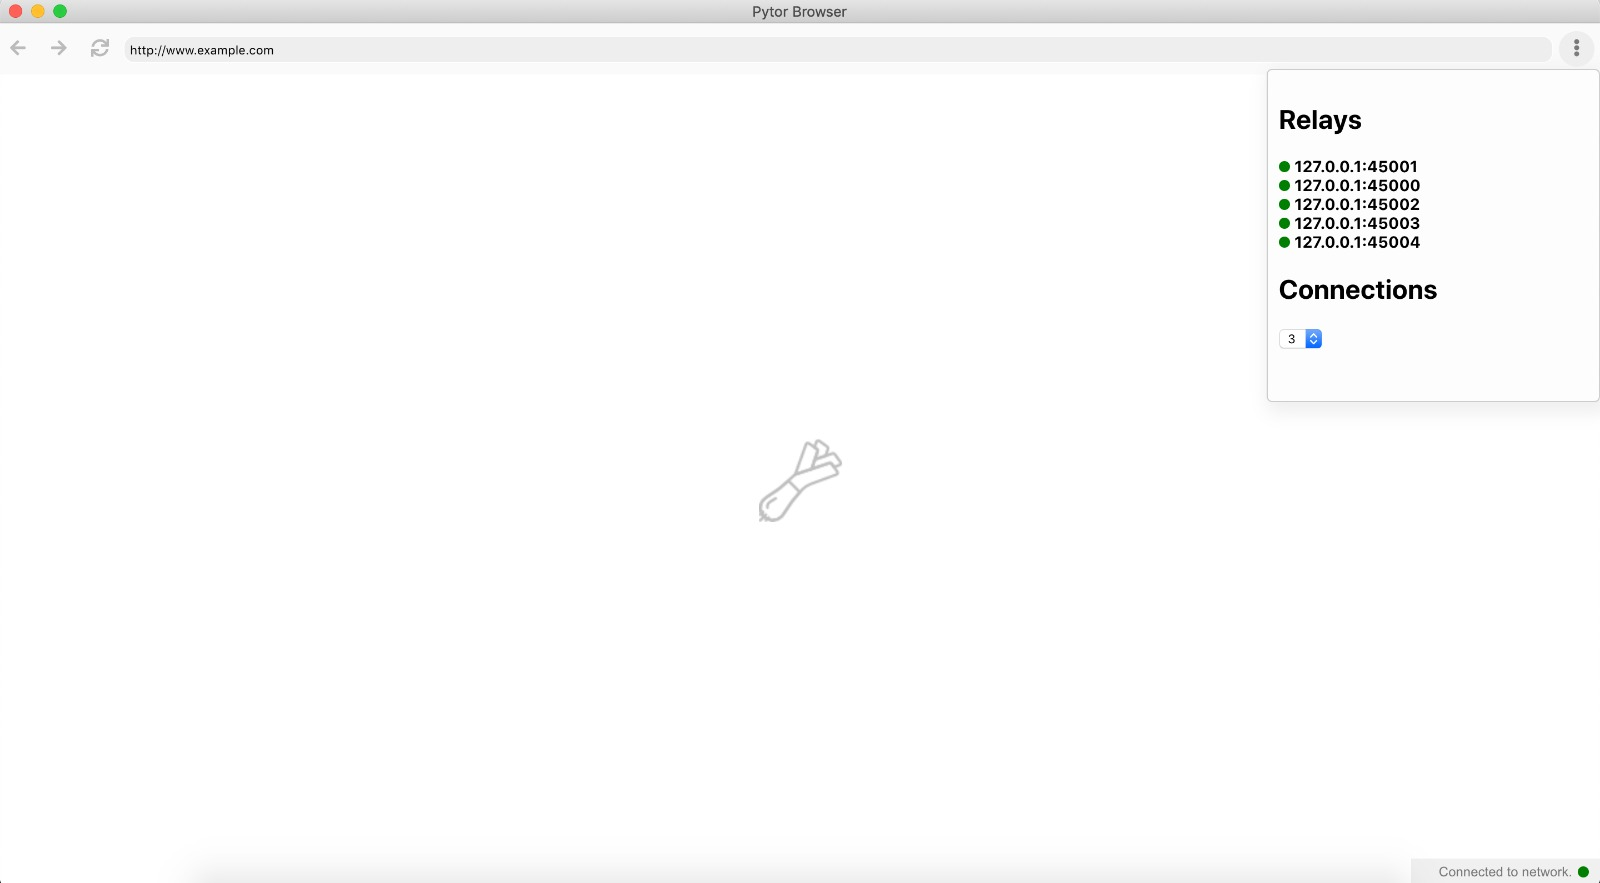 Pytor Browser
http://www.example.com
Relays
127.0.0.1:45001
127.0.0.1:45000
127.0.0.1:45002
127.0.0.1:45003
127.0.0.1:45004
Connections
3
Connected to network.